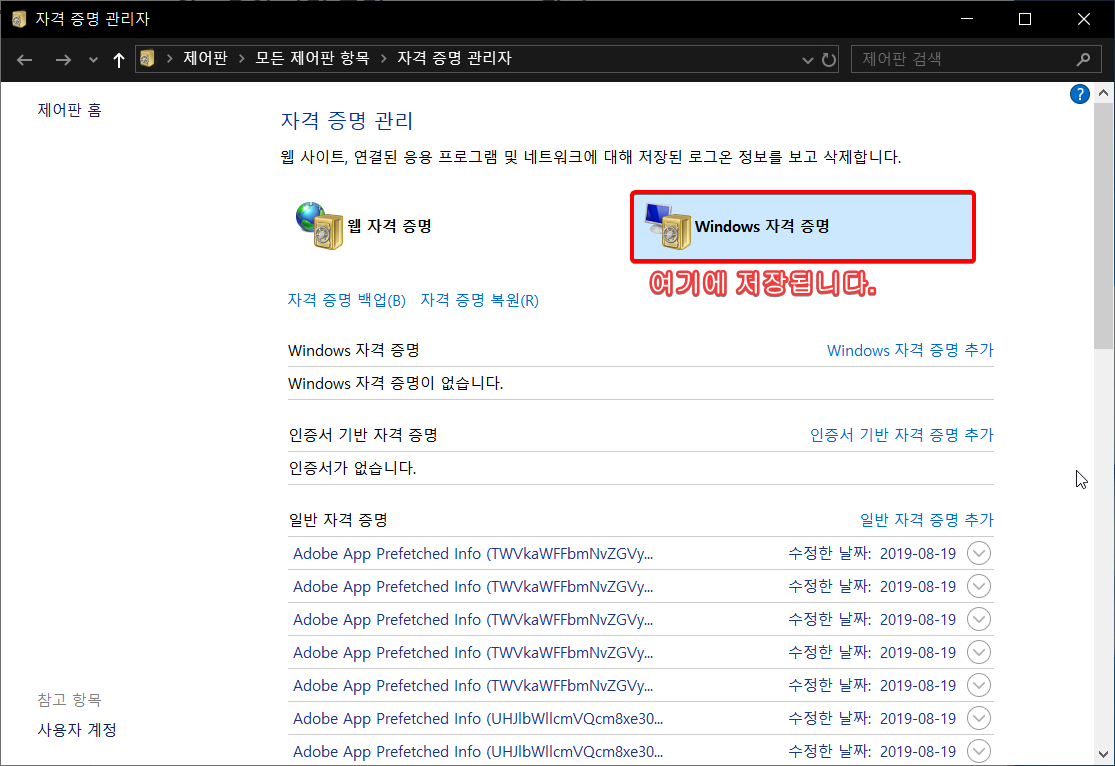 자격 증명 관리자
제어판 > 모든 제어판 항목 > 자격 증명 관리자
제어판 검색
제어판 홈
자격 증명 관리
웹 사이트, 연결된 응용 프로그램 및 네트워크에 대해 저장된 로그온 정보를 보고 삭제합니다.
웹 자격 증명
Windows 자격 증명
여기에 저장됩니다.
자격 증명 백업(B) 자격 증명 복원(R)
Windows 자격 증명 Windows 자격 증명 추가
Windows 자격 증명이 없습니다.
인증서 기반 자격 증명 인증서 기반 자격 증명 추가
인증서가 없습니다.
일반 자격 증명 일반 자격 증명 추가
Adobe App Prefetched Info (TWVkaWFFbmNvZGVy... 수정한 날짜: 2019-08-19
Adobe App Prefetched Info (TWVkaWFFbmNvZGVy... 수정한 날짜: 2019-08-19
Adobe App Prefetched Info (TWVkaWFFbmNvZGVy... 수정한 날짜: 2019-08-19
Adobe App Prefetched Info (TWVkaWFFbmNvZGVy... 수정한 날짜: 2019-08-19
Adobe App Prefetched Info (TWVkaWFFbmNvZGVy... 수정한 날짜: 2019-08-19
Adobe App Prefetched Info (UHJlbWllcmVQcm8xe30... 수정한 날짜: 2019-08-19
Adobe App Prefetched Info (UHJlbWllcmVQcm8xe30... 수정한 날짜: 2019-08-19
참고 항목
사용자 계정